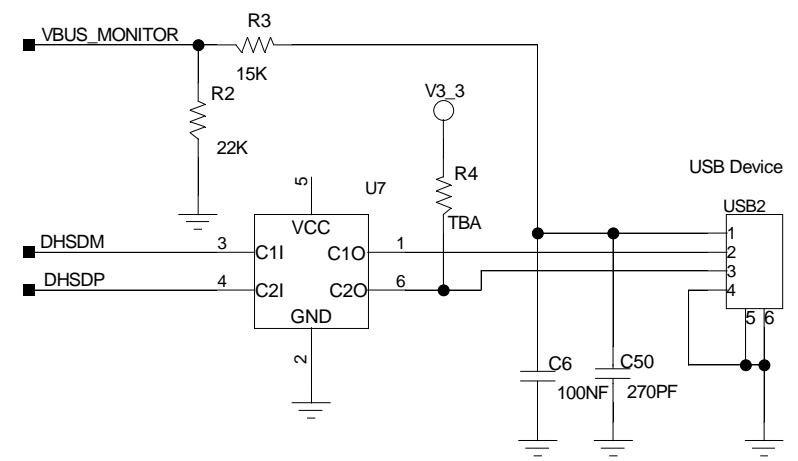 R3
VBUS_MONITOR
15K
R2
V3_3
22K
R4
USB Device
5
U7
TBA
USB2
VCC
1
DHSDM
3
C1I
C1O
1
2
DHSDP
4
C2I
C2O
6
3
4
GND
5 6
2
C6
C50
100NF
270PF